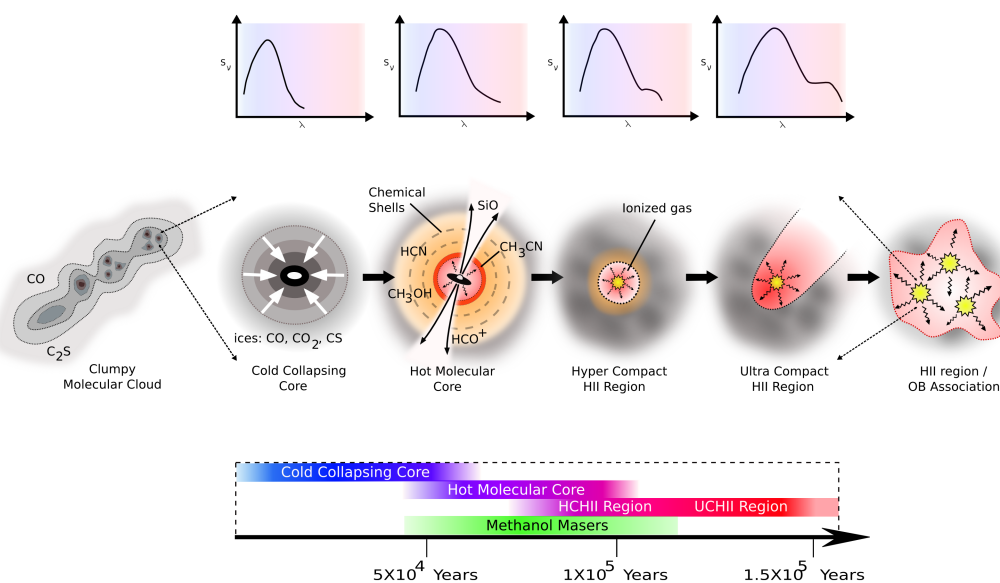 Sν
λ
Sν
λ
Sν
λ
Sν
λ
Chemical
Shells
SiO
HCN
CH3CN
CH3OH
HCO+
Ionized gas
CO
C2S
ices: CO, CO2, CS
Clumpy
Molecular Cloud
Cold Collapsing
Core
Hot Molecular
Core
Hyper Compact
HII Region
Ultra Compact
HII Region
HII region /
OB Association
Cold Collapsing Core
Hot Molecular Core
HCHII Region
UCHII Region
Methanol Masers
5X10^4 Years
1X10^5 Years
1.5X10^5 Years